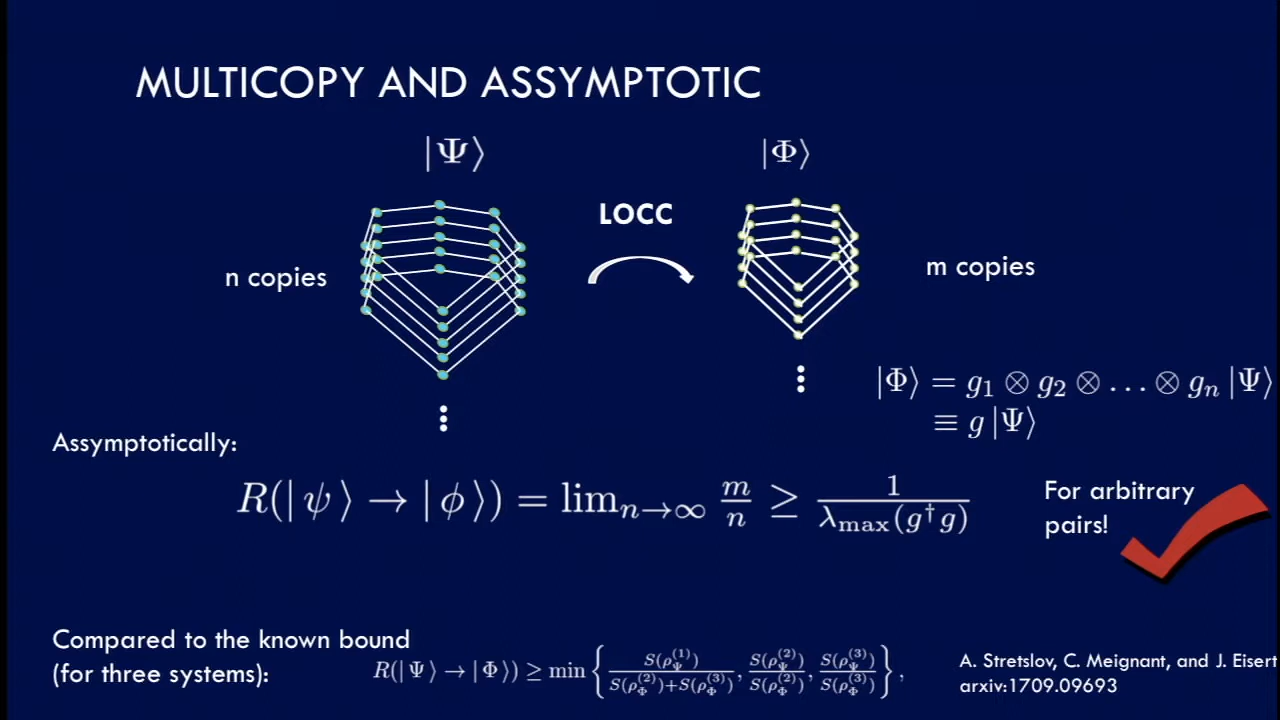 MULTICOPY AND ASSYMPTOTIC
|Ψ⟩
|Φ⟩
LOCC
n copies
m copies
|Φ⟩ = g₁ ⊗ g₂ ⊗ … ⊗ gₙ |Ψ⟩
≡ g |Ψ⟩
Assymptotically:
R(| ψ ⟩ → | ϕ ⟩) = lim_{n→∞} m/n ≥ 1/λ_max(g†g)
For arbitrary
pairs!
Compared to the known bound
(for three systems):
R(| Ψ ⟩ → | Φ ⟩) ≥ min { S(ρ_Ψ^(1))/(S(ρ_Φ^(2))+S(ρ_Φ^(3))), S(ρ_Ψ^(2))/S(ρ_Φ^(2)), S(ρ_Ψ^(3))/S(ρ_Φ^(3)) },
A. Stretslov, C. Meignant, and J. Eisert
arxiv:1709.09693